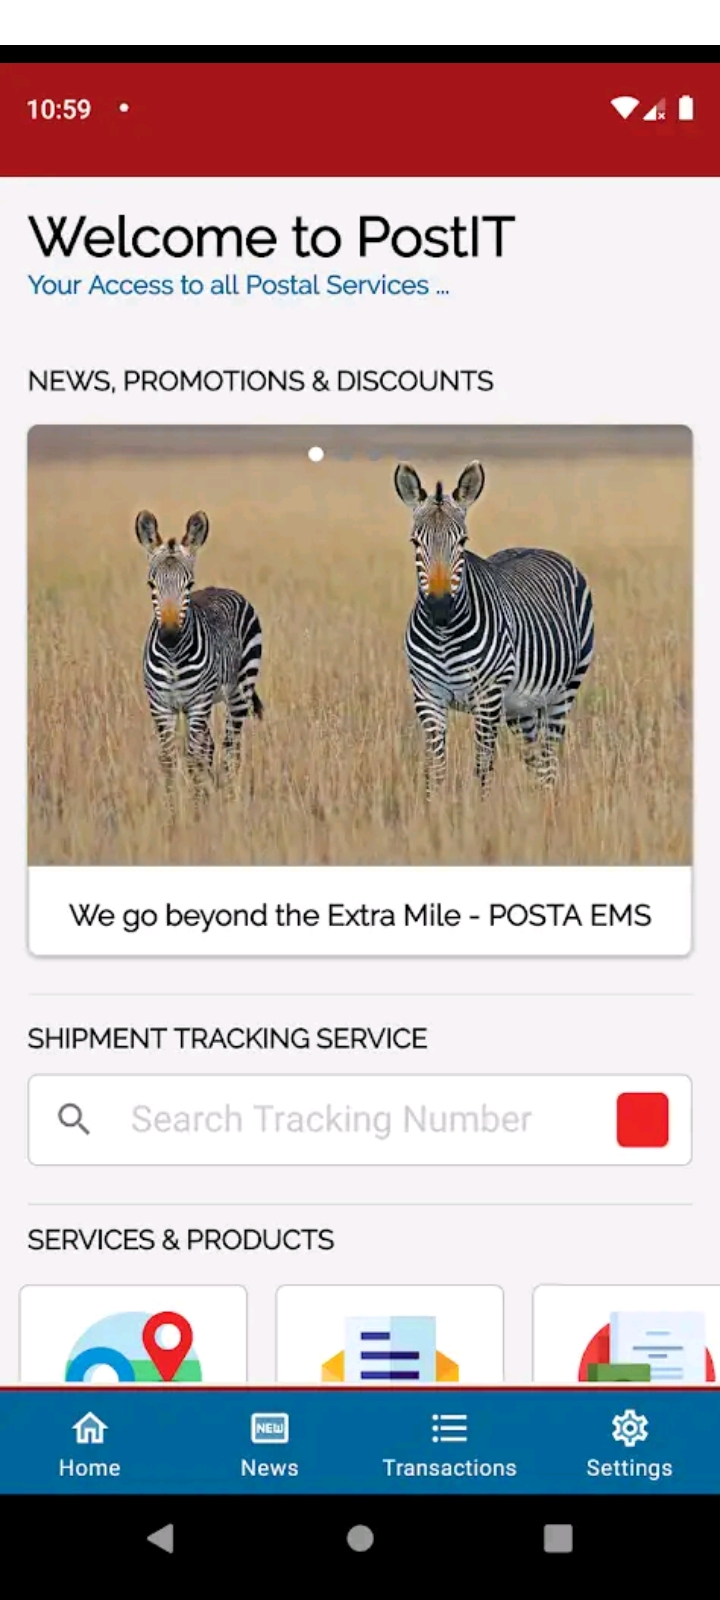 10:59
Welcome to PostIT
Your Access to all Postal Services ...
NEWS, PROMOTIONS & DISCOUNTS
We go beyond the Extra Mile - POSTA EMS
SHIPMENT TRACKING SERVICE
Search Tracking Number
SERVICES & PRODUCTS
NEW
Home
News
Transactions
Settings